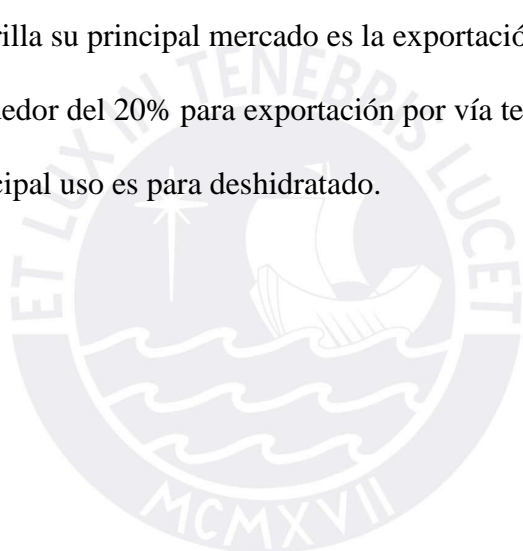 rilla su principal mercado es la exportació
edor del 20% para exportación por vía te
cipal uso es para deshidratado.
ET LUX IN TENEBRIS LUCET
MCMXVII